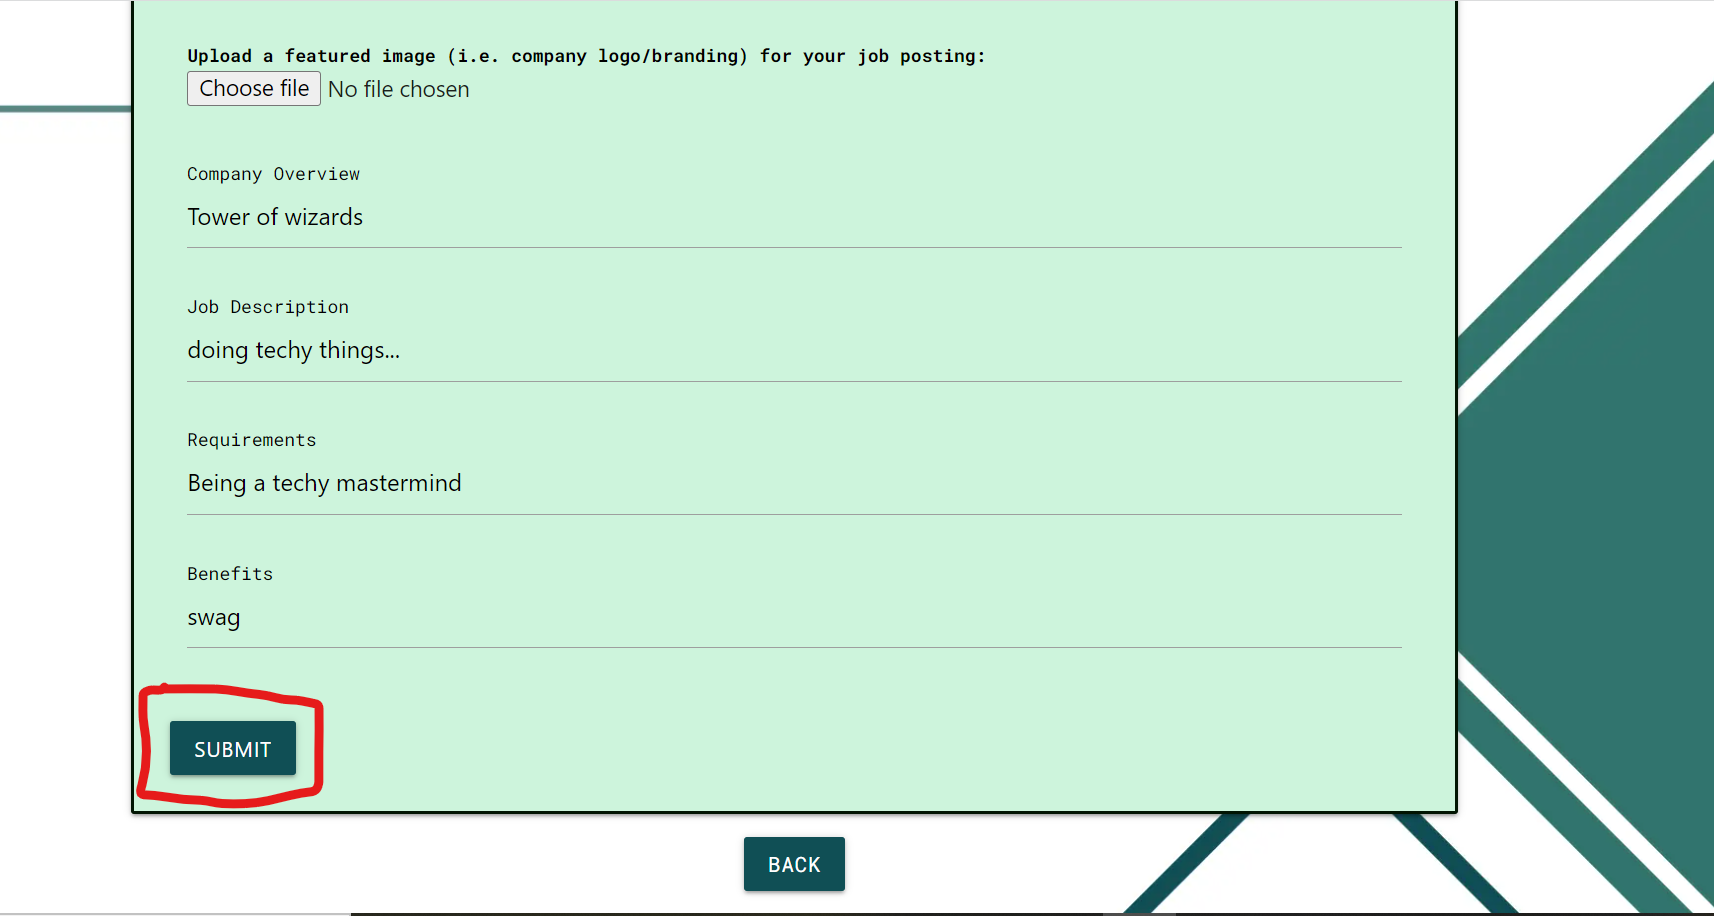 Upload a featured image (i.e. company logo/branding) for your job posting:
Choose file No file chosen
Company Overview
Tower of wizards
Job Description
doing techy things...
Requirements
Being a techy mastermind
Benefits
swag
SUBMIT
BACK